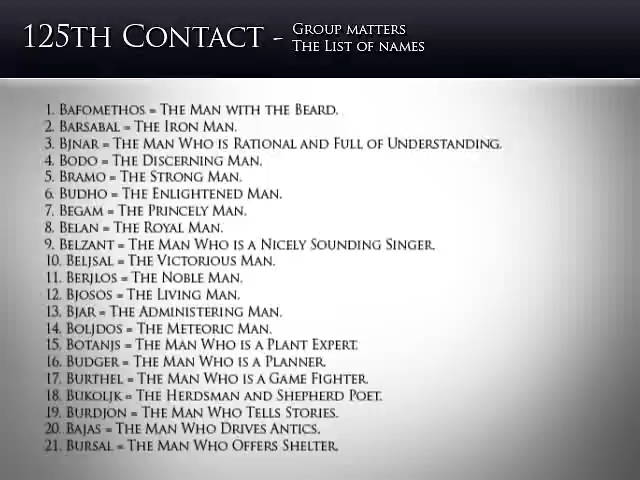 125th Contact - Group matters
The List of names
1. Bafomethos = The Man with the Beard.
2. Barsabal = The Iron Man.
3. Bjnar = The Man Who is Rational and Full of Understanding.
4. Bodo = The Discerning Man.
5. Bramo = The Strong Man.
6. Budho = The Enlightened Man.
7. Begam = The Princely Man.
8. Belan = The Royal Man.
9. Belzant = The Man Who is a Nicely Sounding Singer.
10. Beljsal = The Victorious Man.
11. Berjlos = The Noble Man.
12. Bjosos = The Living Man.
13. Bjar = The Administering Man.
14. Boljdos = The Meteoric Man.
15. Botanjs = The Man Who is a Plant Expert.
16. Budger = The Man Who is a Planner.
17. Burthel = The Man Who is a Game Fighter.
18. Bukoljk = The Herdsman and Shepherd Poet.
19. Burdjon = The Man Who Tells Stories.
20. Bajas = The Man Who Drives Antics.
21. Bursal = The Man Who Offers Shelter.